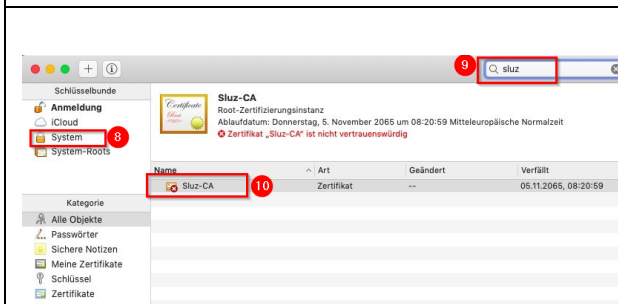 9
sluz
Schlüsselbunde
Anmeldung
iCloud
System
8
System-Roots
Certificate
Root
Sluz-CA
Root-Zertifizierungsinstanz
Ablaufdatum: Donnerstag, 5. November 2065 um 08:20:59 Mitteleuropäische Normalzeit
Zertifikat „Sluz-CA“ ist nicht vertrauenswürdig
Name Art Geändert Verfällt
Sluz-CA 10 Zertifikat -- 05.11.2065, 08:20:59
Kategorie
Alle Objekte
Passwörter
Sichere Notizen
Meine Zertifikate
Schlüssel
Zertifikate